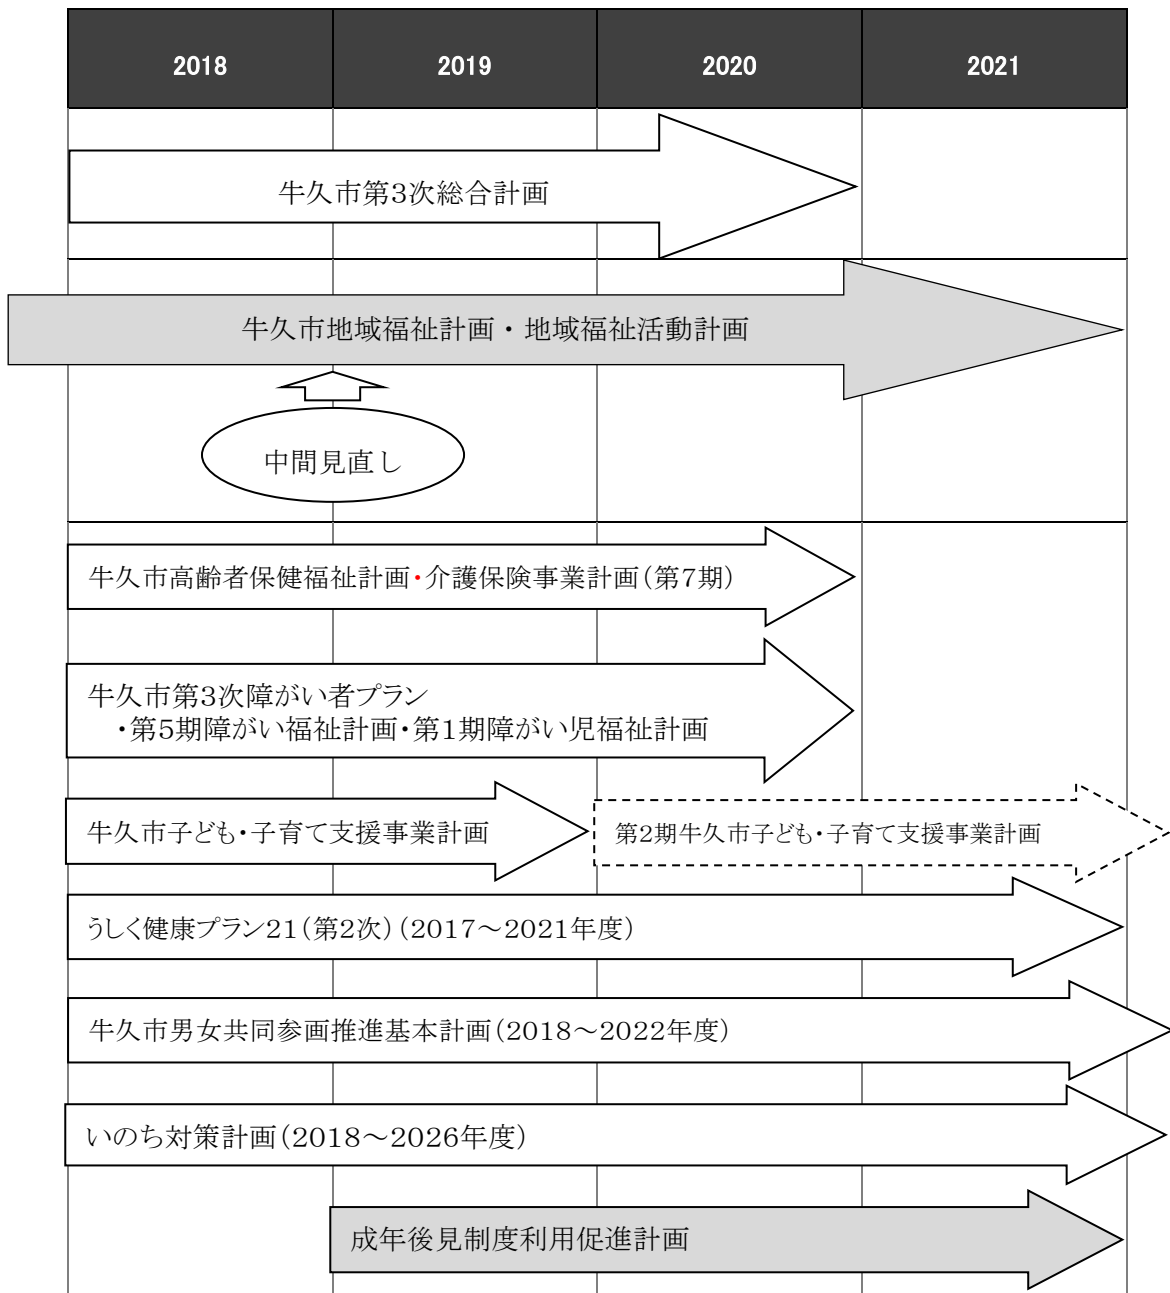 2018 2019 2020 2021
牛久市第3次総合計画
牛久市地域福祉計画・地域福祉活動計画
中間見直し
牛久市高齢者保健福祉計画・介護保険事業計画（第７期）
牛久市第３次障がい者プラン
・第５期障がい福祉計画・第１期障がい児福祉計画
牛久市子ども・子育て支援事業計画
第２期牛久市子ども・子育て支援事業計画
うしく健康プラン２１（第２次）（２０１７～２０２１年度）
牛久市男女共同参画推進基本計画（２０１８～２０２２年度）
いのち対策計画（２０１８～２０２６年度）
成年後見制度利用促進計画